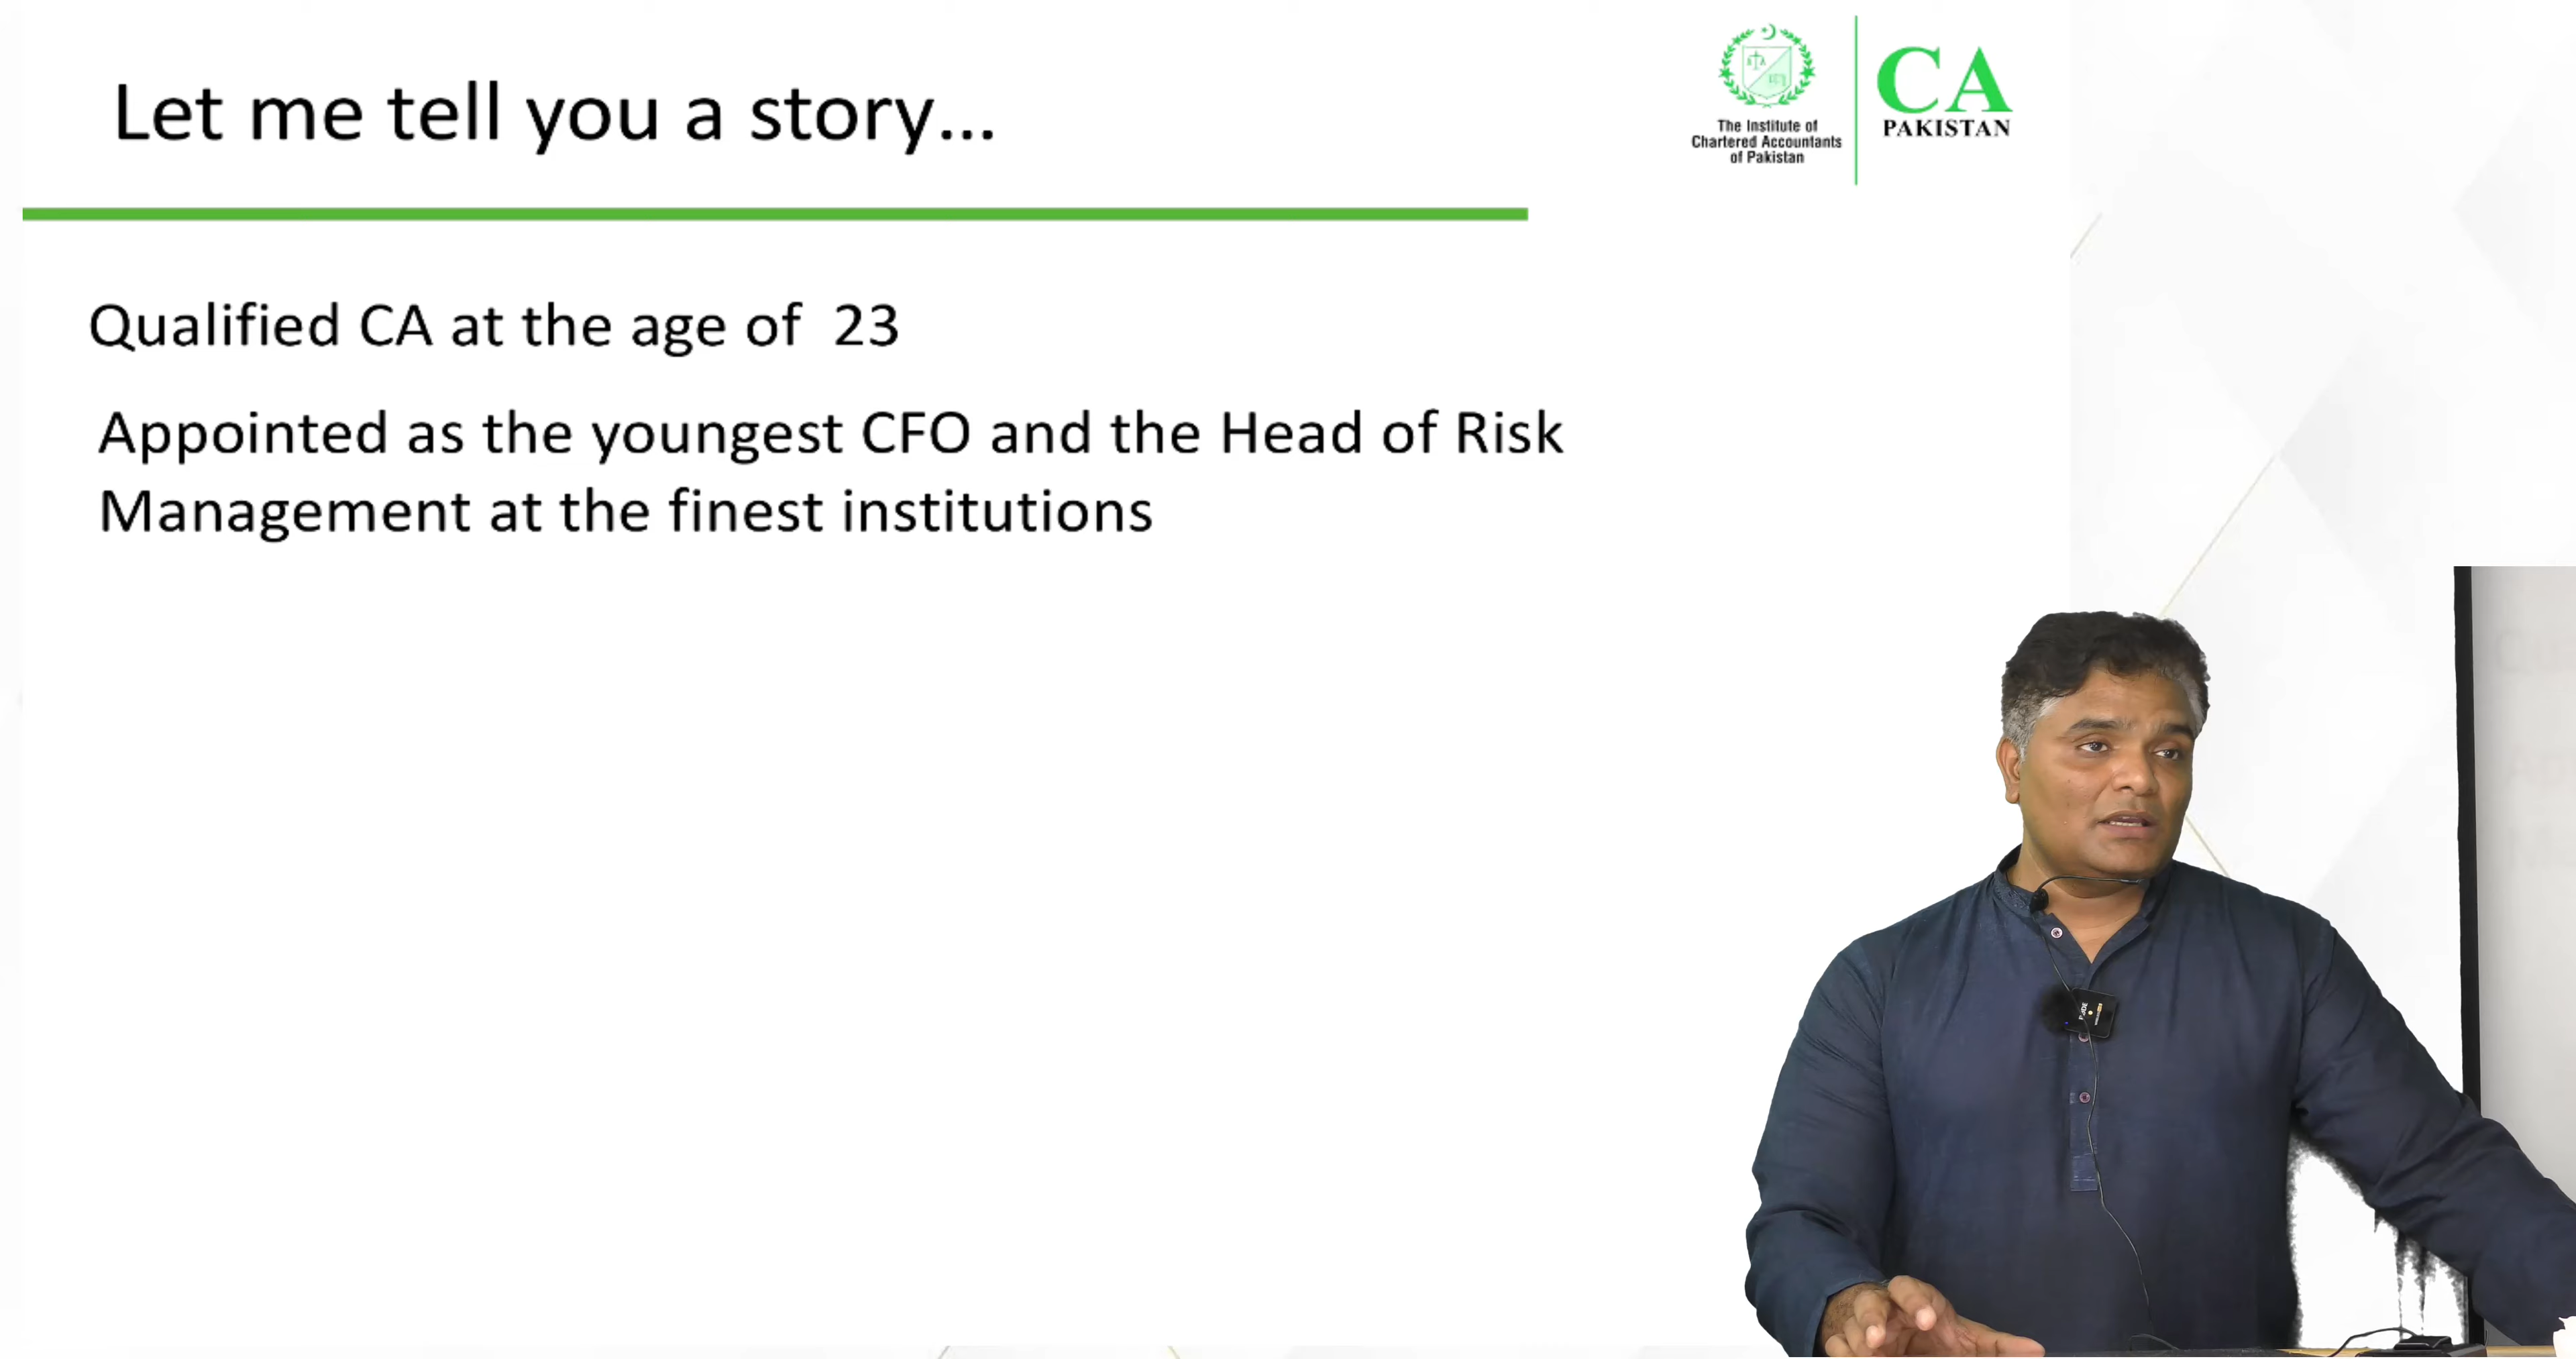 Let me tell you a story...
The Institute of
Chartered Accountants
of Pakistan
CA
PAKISTAN
Qualified CA at the age of 23
Appointed as the youngest CFO and the Head of Risk
Management at the finest institutions